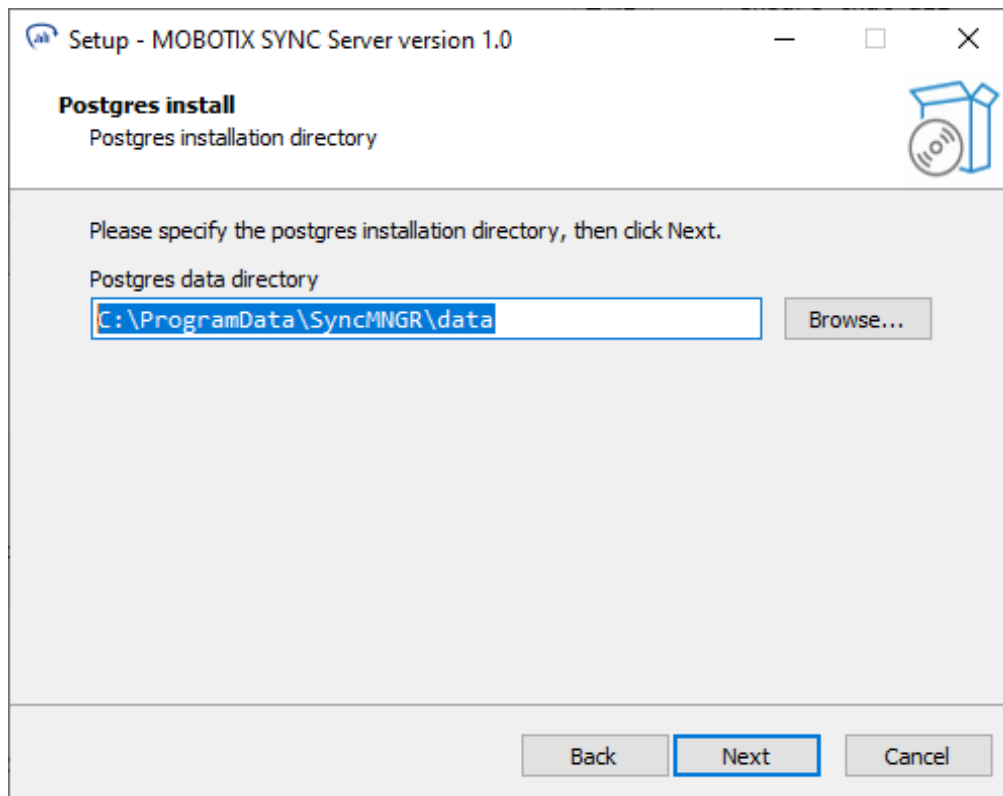 Setup - MOBOTIX SYNC Server version 1.0
Postgres install
Postgres installation directory
Please specify the postgres installation directory, then click Next.
Postgres data directory
C:\ProgramData\SyncMNGR\data
Browse...
Back
Next
Cancel